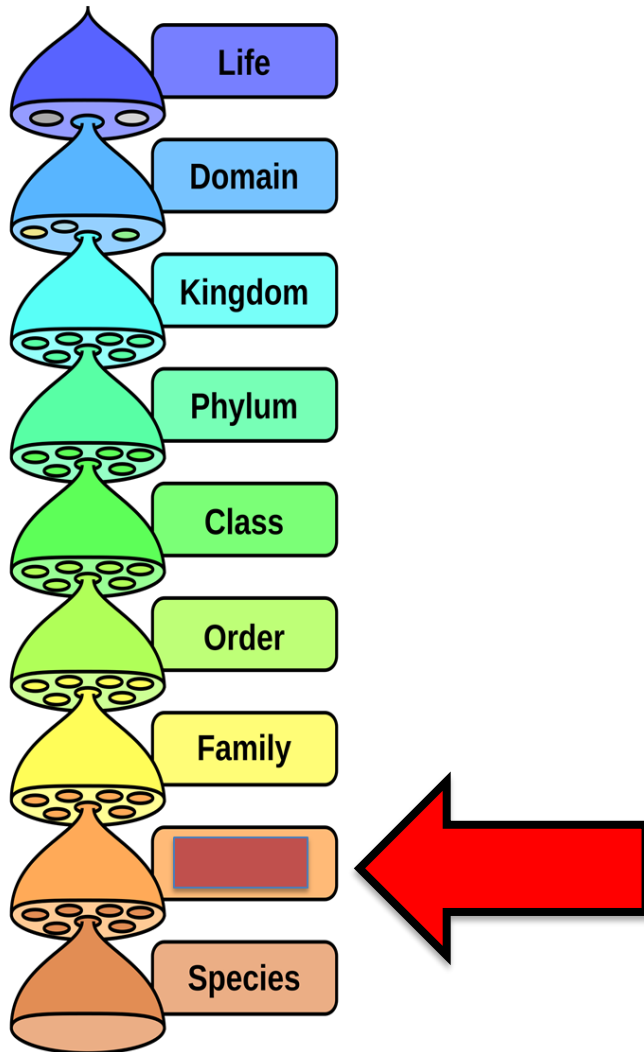 Life
Domain
Kingdom
Phylum
Class
Order
Family
Species